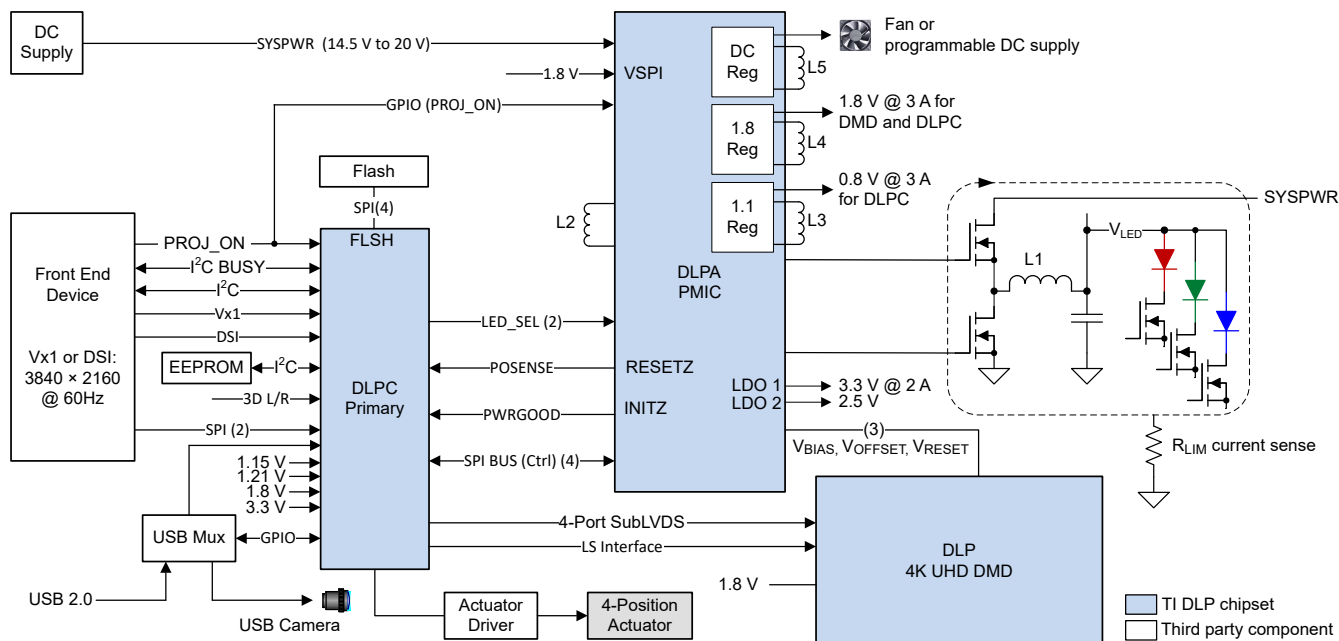 DC
Supply
SYSPWR (14.5 V to 20 V)
1.8 V
VSPI
GPIO (PROJ_ON)
DC
Reg
L5
Fan or
programmable DC supply
1.8
Reg
L4
1.8 V @ 3 A for
DMD and DLPC
1.1
Reg
L3
0.8 V @ 3 A
for DLPC
L2
DLPA
PMIC
Flash
SPI(4)
FLSH
Front End
Device
Vx1 or DSI:
3840 × 2160
@ 60Hz
PROJ_ON
I²C BUSY
I²C
Vx1
DSI
EEPROM
I²C
3D L/R
SPI (2)
1.15 V
1.21 V
1.8 V
3.3 V
DLPC
Primary
LED_SEL (2)
POSENSE
RESETZ
PWRGOOD
INITZ
SPI BUS (Ctrl) (4)
LDO 1
3.3 V @ 2 A
LDO 2
2.5 V
(3)
VBIAS, VOFFSET, VRESET
SYSPWR
L1
VLED
RLIM current sense
USB Mux
GPIO
USB 2.0
USB Camera
4-Port SubLVDS
LS Interface
DLP
4K UHD DMD
1.8 V
Actuator
Driver
4-Position
Actuator
TI DLP chipset
Third party component